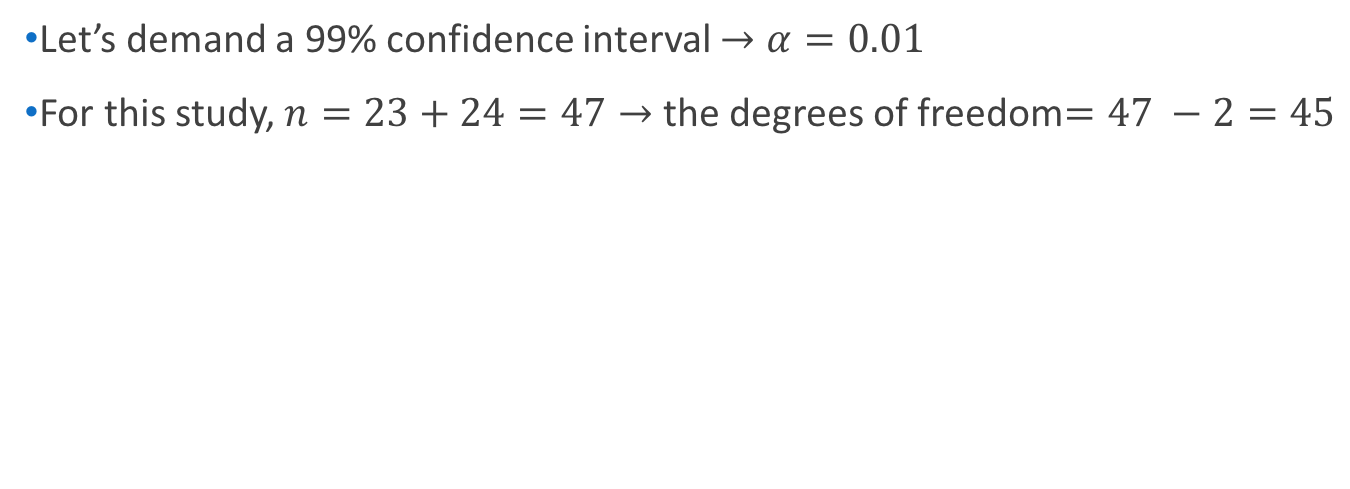 •Let’s demand a 99% confidence interval → α = 0.01
•For this study, n = 23 + 24 = 47 → the degrees of freedom= 47 − 2 = 45